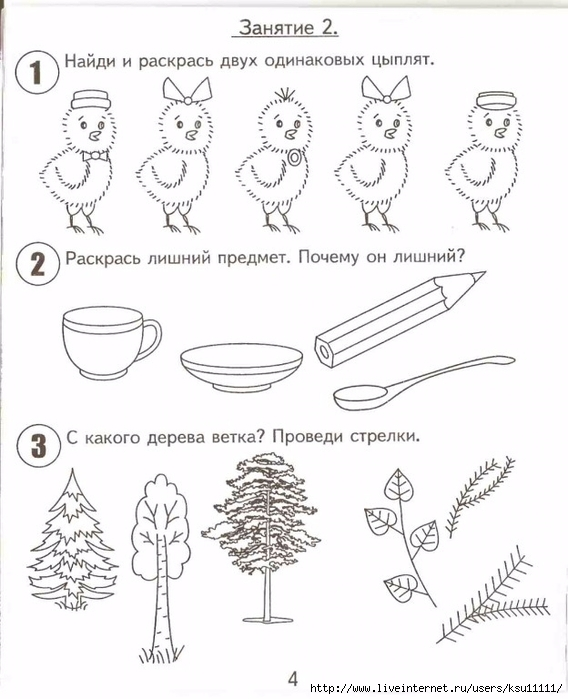 Занятие 2.
1 Найди и раскрась двух одинаковых цыплят.
2 Раскрась лишний предмет. Почему он лишний?
3 С какого дерева ветка? Проведи стрелки.
4
http://www.liveinternet.ru/users/ksu11111/